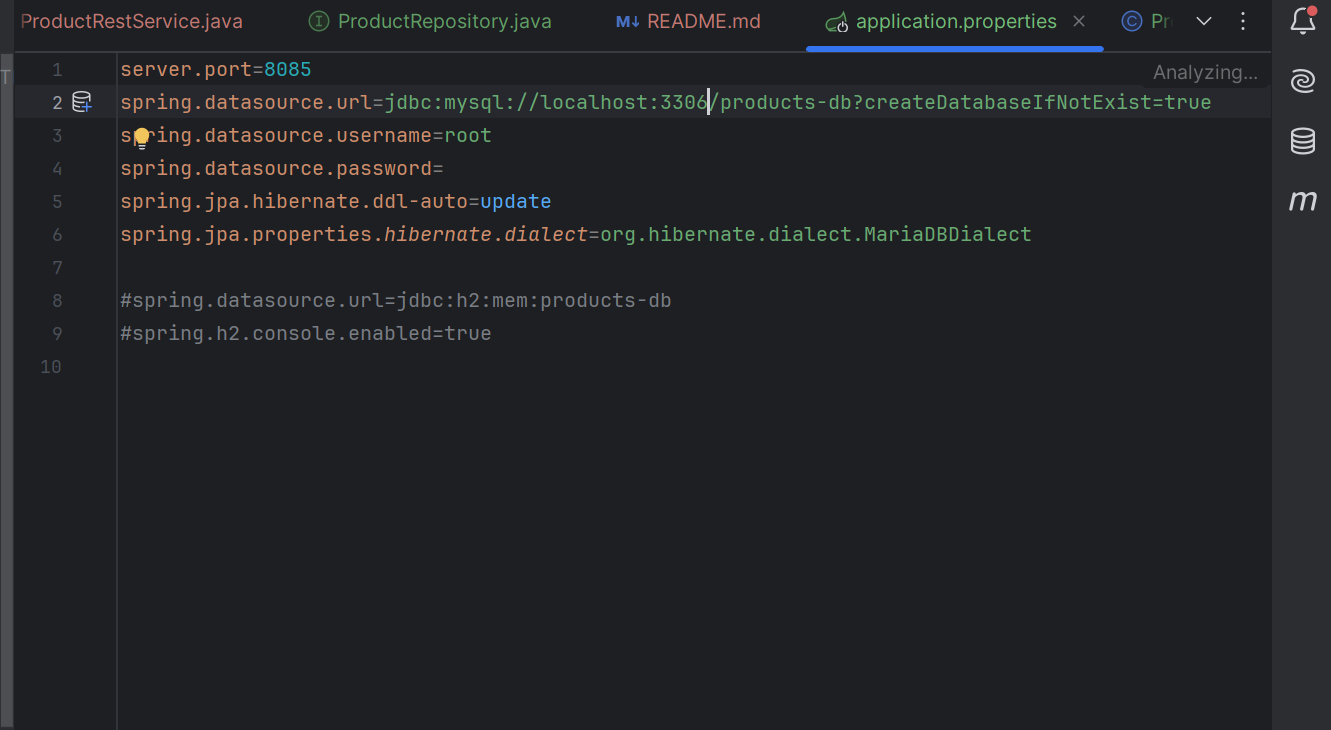 ProductRestService.java I ProductRepository.java M↓ README.md application.properties × C Pr
Analyzing...
1 server.port=8085
2 spring.datasource.url=jdbc:mysql://localhost:3306/products-db?createDatabaseIfNotExist=true
3 spring.datasource.username=root
4 spring.datasource.password=
5 spring.jpa.hibernate.ddl-auto=update
6 spring.jpa.properties.hibernate.dialect=org.hibernate.dialect.MariaDBDialect
7
8 #spring.datasource.url=jdbc:h2:mem:products-db
9 #spring.h2.console.enabled=true
10
T
m